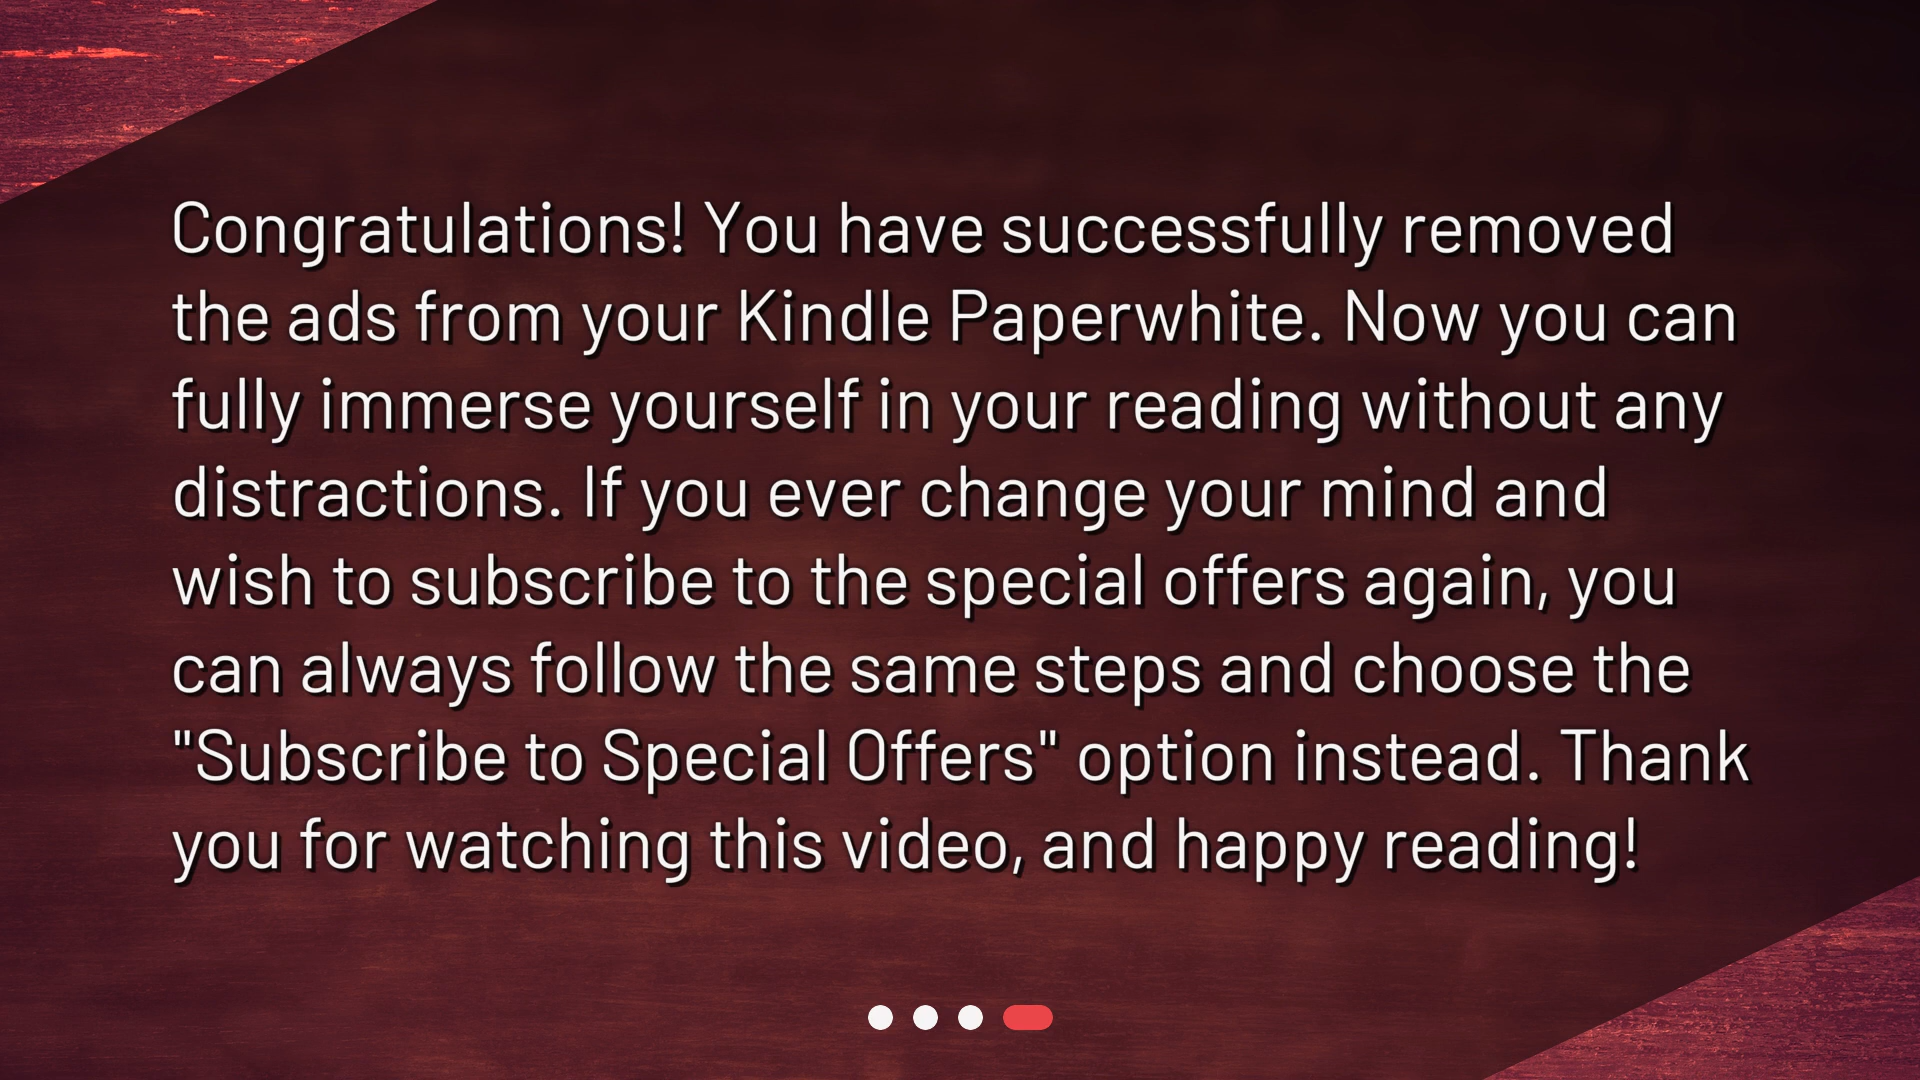 Congratulations! You have successfully removed
the ads from your Kindle Paperwhite. Now you can
fully immerse yourself in your reading without any
distractions. If you ever change your mind and
wish to subscribe to the special offers again, you
can always follow the same steps and choose the
"Subscribe to Special Offers" option instead. Thank
you for watching this video, and happy reading!